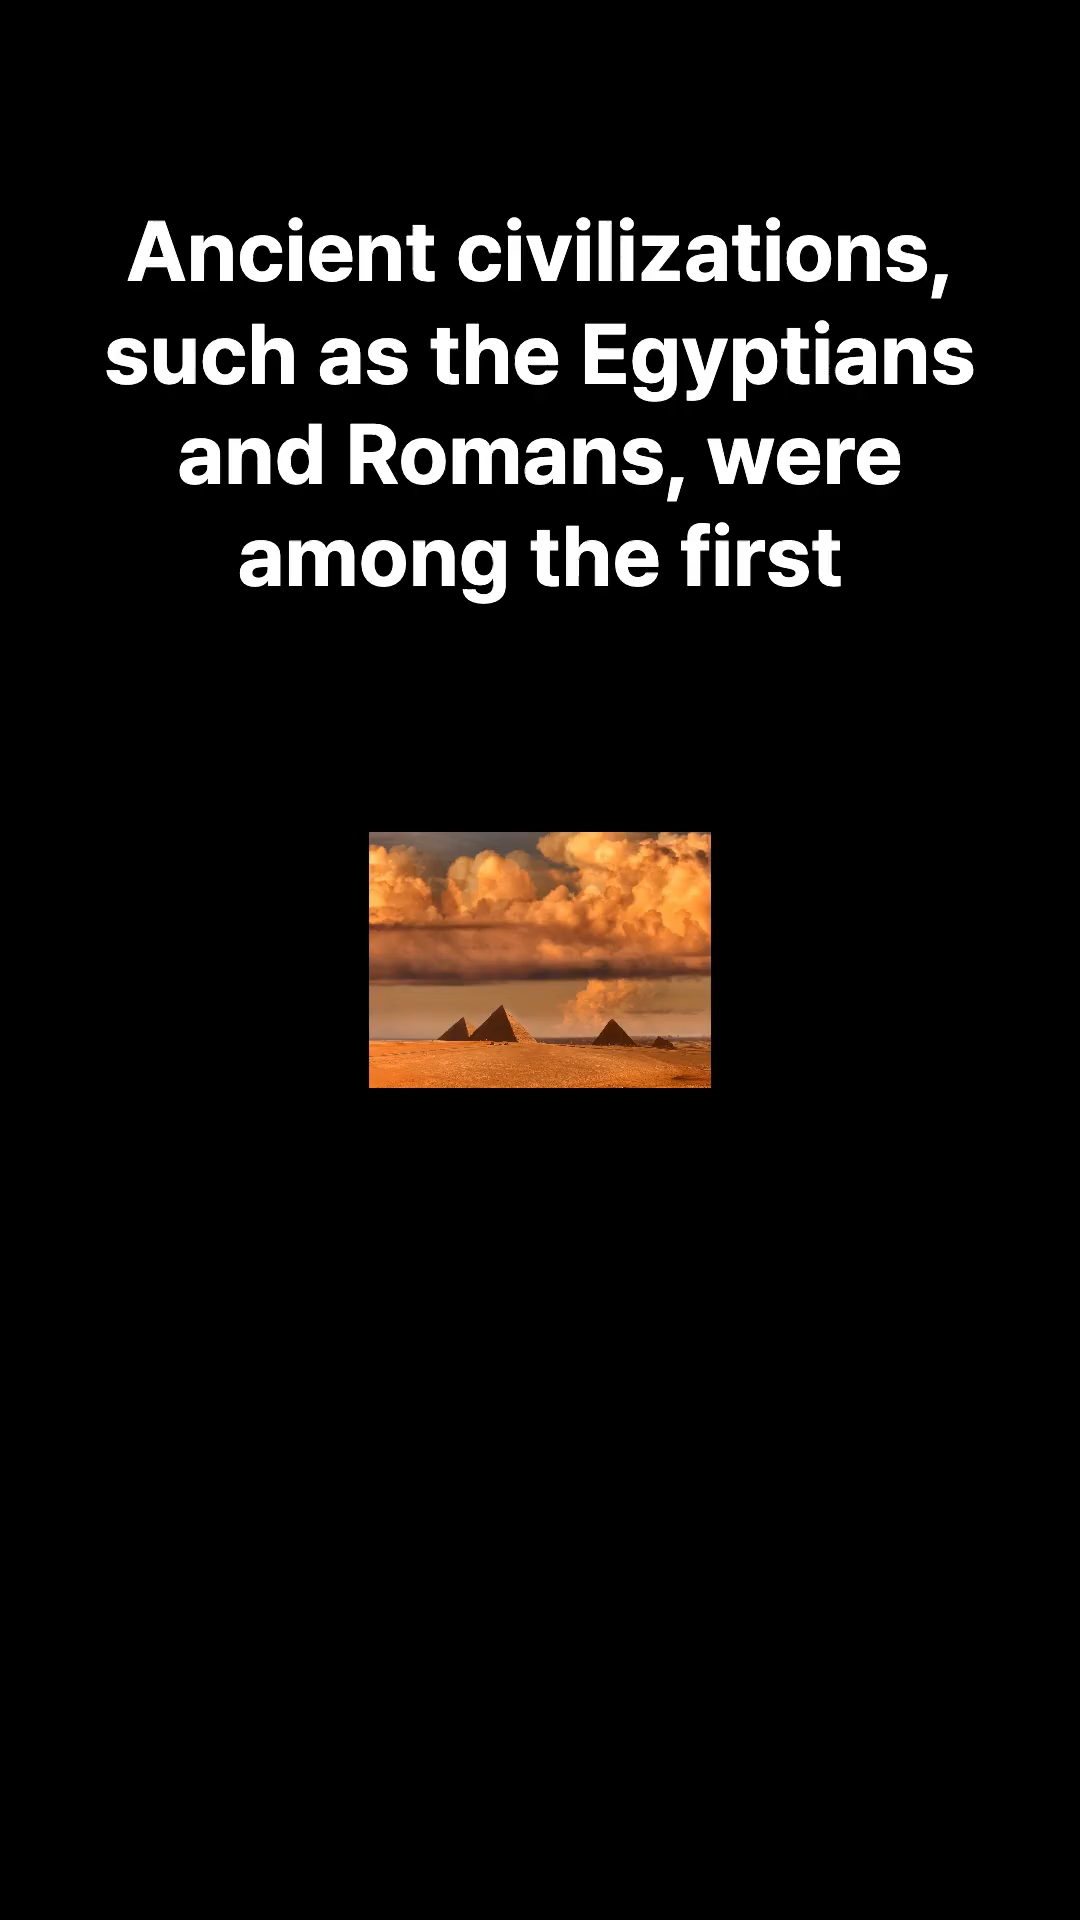 Ancient civilizations,
such as the Egyptians
and Romans, were
among the first